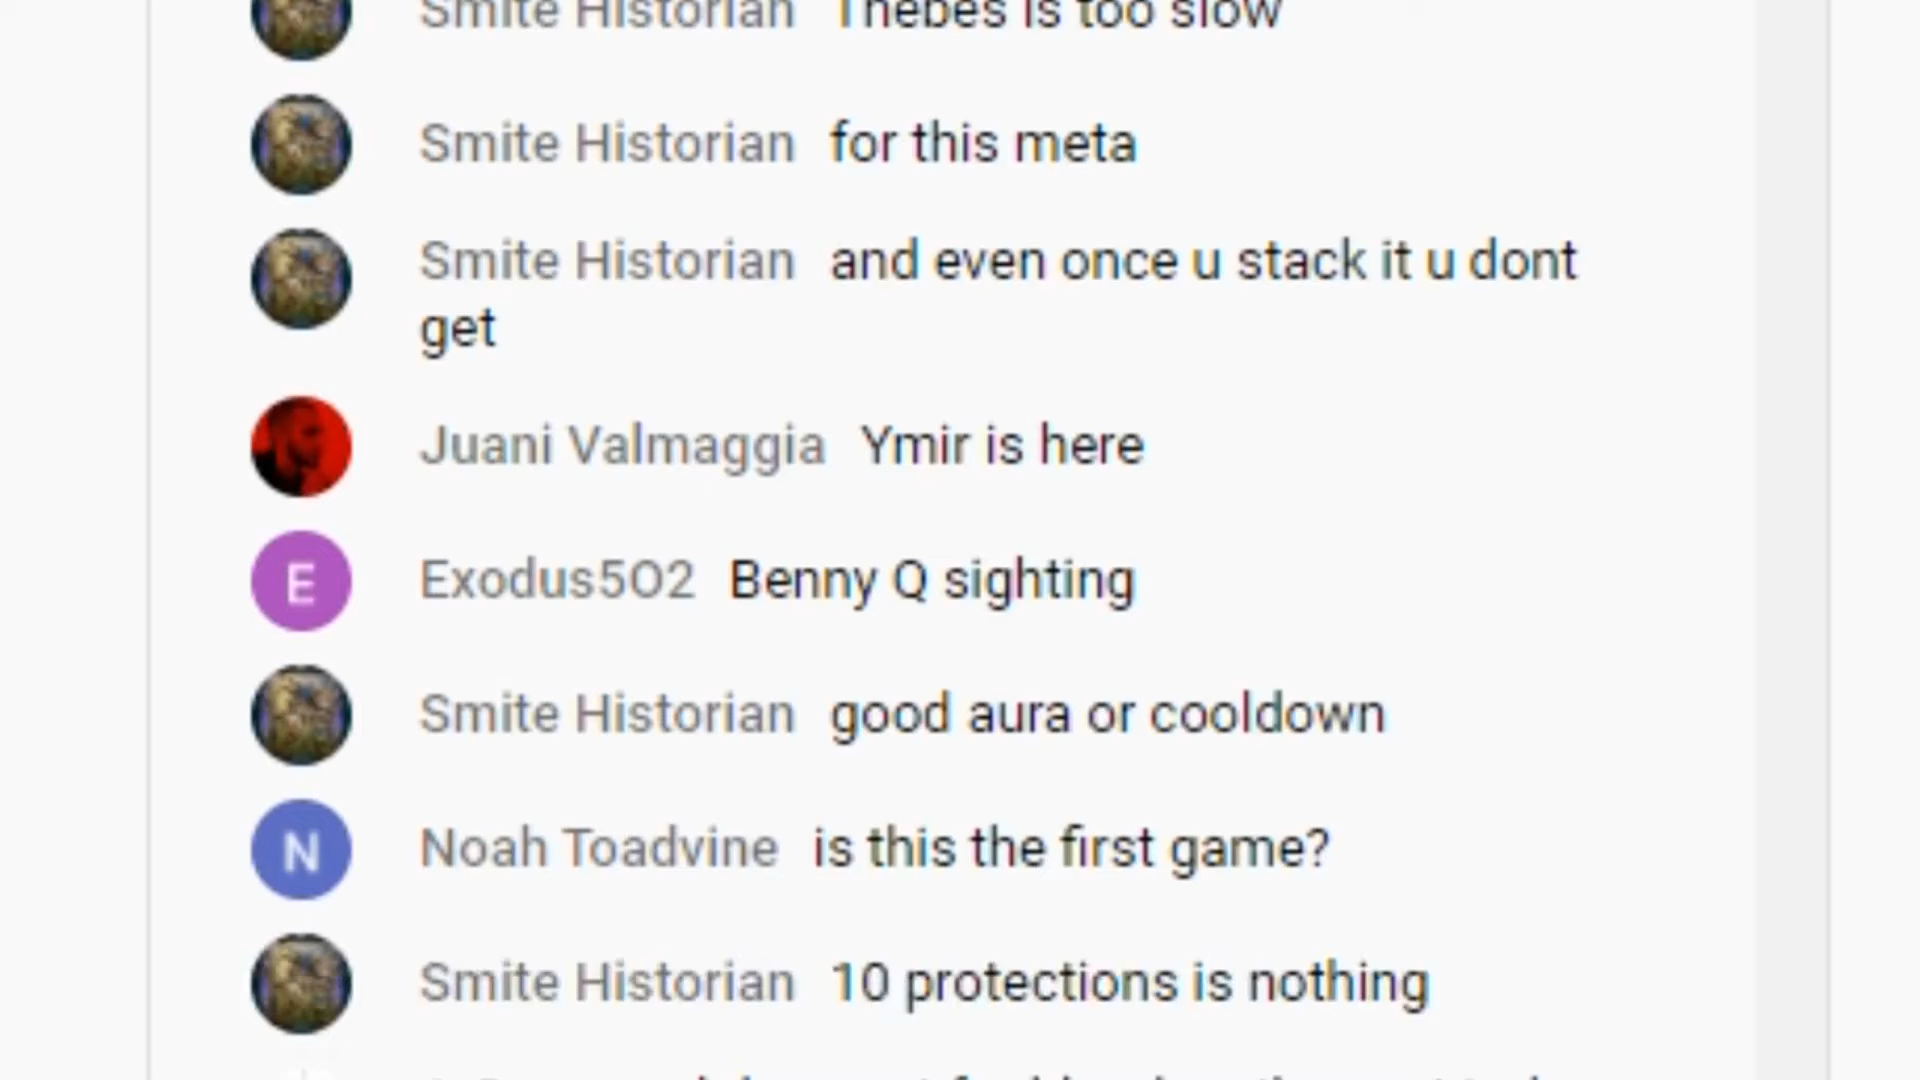 Smite Historian Thebes is too slow
Smite Historian for this meta
Smite Historian and even once u stack it u dont
get
Juani Valmaggia Ymir is here
E Exodus502 Benny Q sighting
Smite Historian good aura or cooldown
N Noah Toadvine is this the first game?
Smite Historian 10 protections is nothing